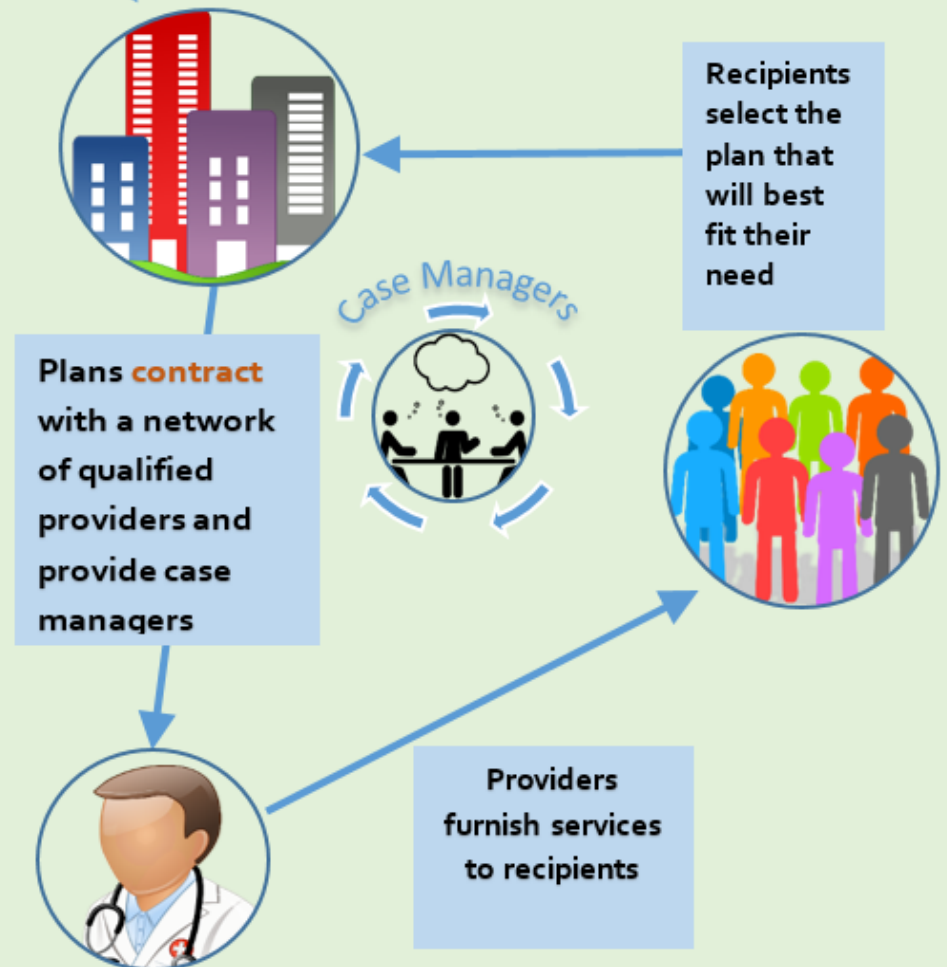 Recipients
select the
plan that
will best
fit their
need
Case Managers
Plans contract
with a network
of qualified
providers and
provide case
managers
Providers
furnish services
to recipients